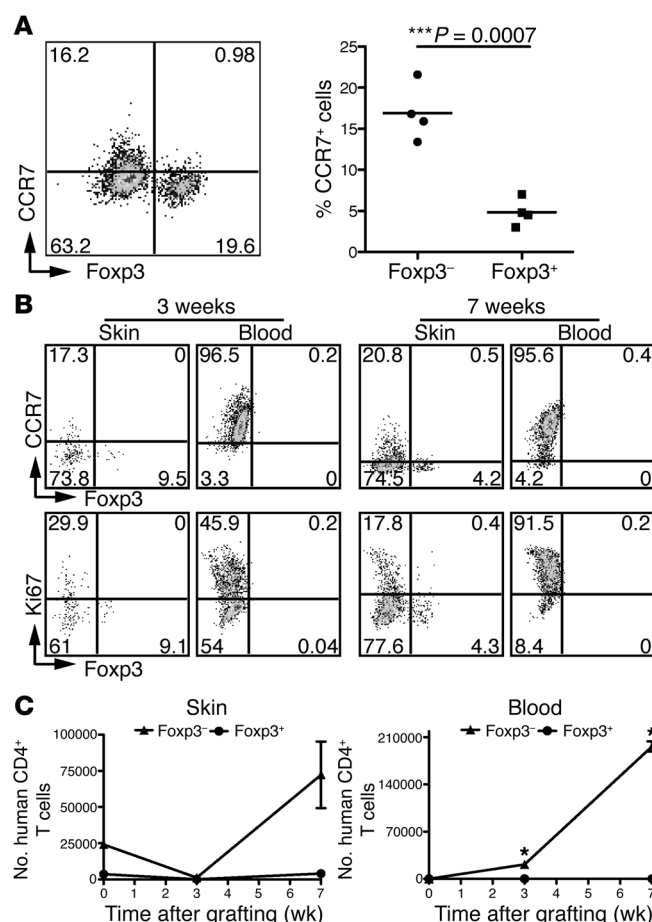 A
16.2 0.98
63.2 19.6
CCR7
Foxp3
***P = 0.0007
% CCR7+ cells
25
20
15
10
5
0
Foxp3− Foxp3+
B
3 weeks 7 weeks
Skin Blood Skin Blood
17.3 0 96.5 0.2 20.8 0.5 95.6 0.4
CCR7
73.8 9.5 3.3 0 74.5 4.2 4.2 0
Foxp3
29.9 0 45.9 0.2 17.8 0.4 91.5 0.2
Ki67
61 9.1 54 0.04 77.6 4.3 8.4 0
Foxp3
C
Skin
Foxp3− Foxp3+
No. human CD4+
T cells
100000
75000
50000
25000
0
0 1 2 3 4 5 6 7
Time after grafting (wk)
Blood
Foxp3− Foxp3+
No. human CD4+
T cells
210000
140000
70000
0
* *
0 1 2 3 4 5 6 7
Time after grafting (wk)